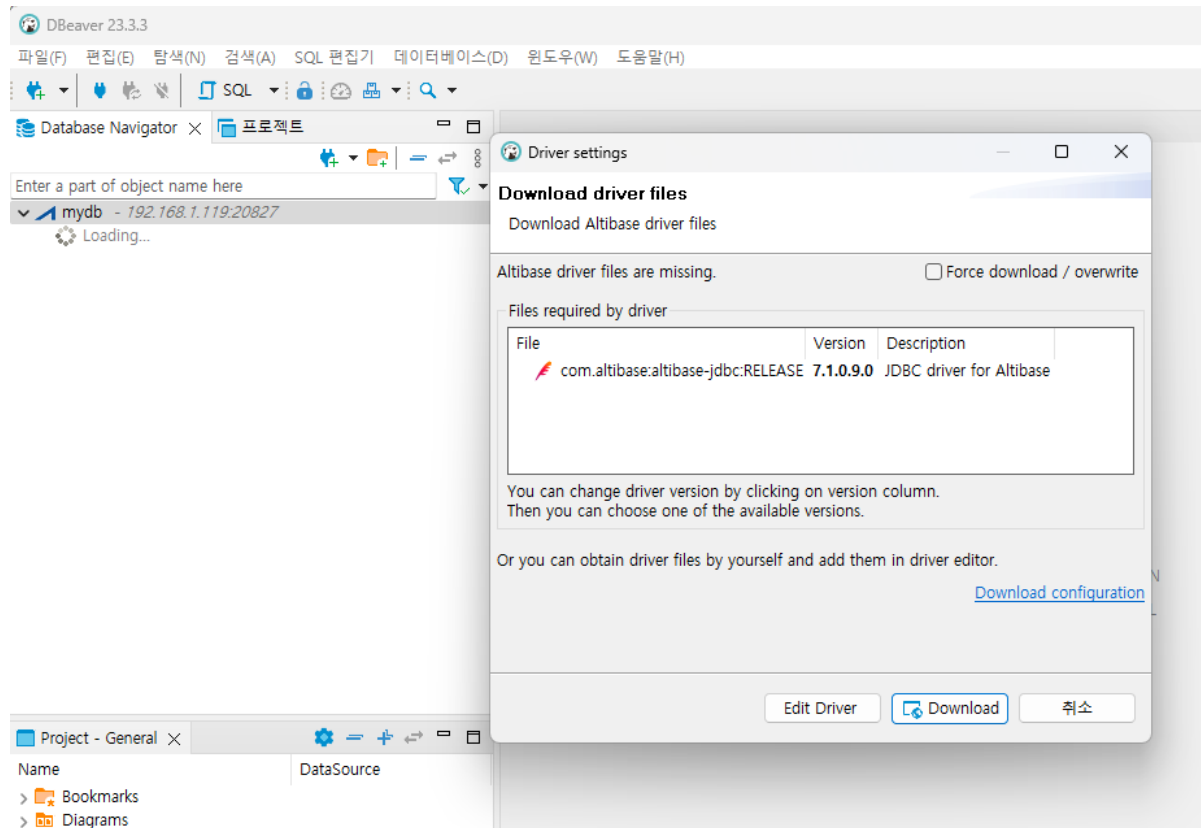 DBeaver 23.3.3
파일(F) 편집(E) 탐색(N) 검색(A) SQL 편집기 데이터베이스(D) 윈도우(W) 도움말(H)
SQL
Database Navigator 프로젝트
Enter a part of object name here
mydb - 192.168.1.119:20827
Loading...
Driver settings
Download driver files
Download Altibase driver files
Altibase driver files are missing.
Force download / overwrite
Files required by driver
File Version Description
com.altibase:altibase-jdbc:RELEASE 7.1.0.9.0 JDBC driver for Altibase
You can change driver version by clicking on version column.
Then you can choose one of the available versions.
Or you can obtain driver files by yourself and add them in driver editor.
N
Download configuration
Edit Driver Download 취소
Project - General
Name DataSource
Bookmarks
Diagrams